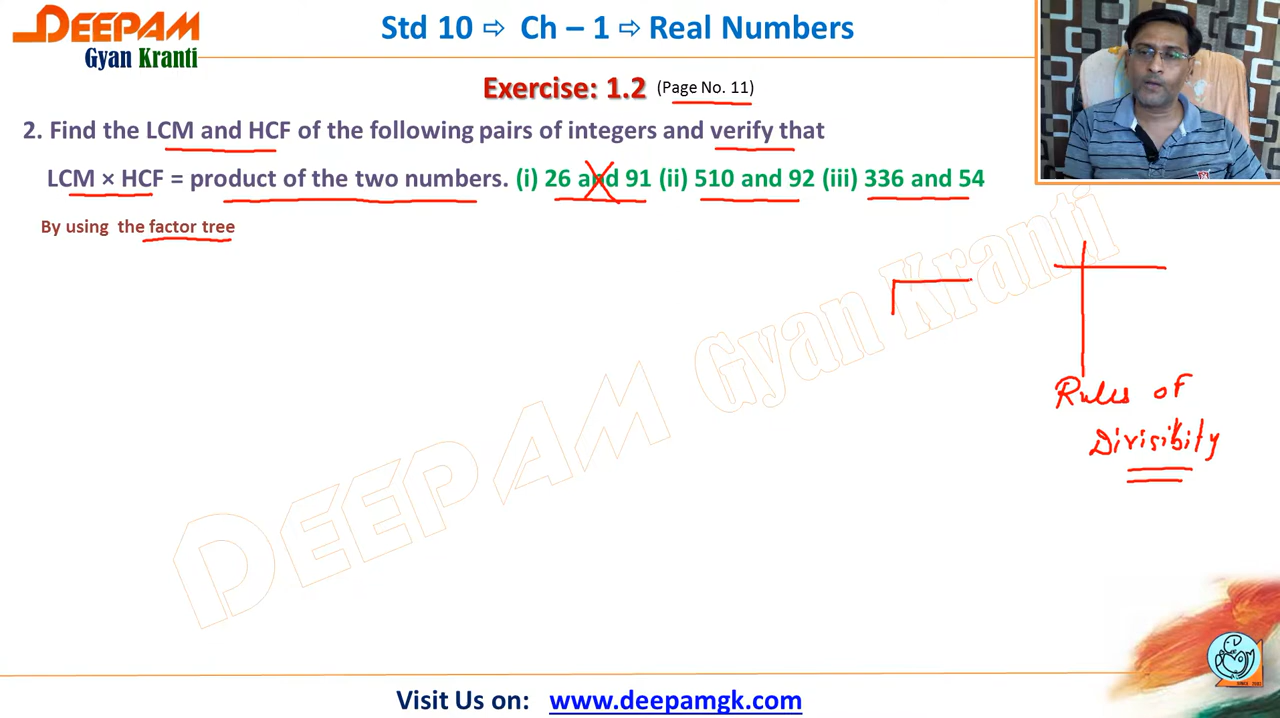 DEEPAM
Gyan Kranti
Std 10 ⇨ Ch – 1 ⇨ Real Numbers
Exercise: 1.2 (Page No. 11)
2. Find the LCM and HCF of the following pairs of integers and verify that
LCM × HCF = product of the two numbers. (i) 26 and 91 (ii) 510 and 92 (iii) 336 and 54
By using the factor tree
Rules of
Divisibity
DEEPAM Gyan Kranti
Visit Us on: www.deepamgk.com